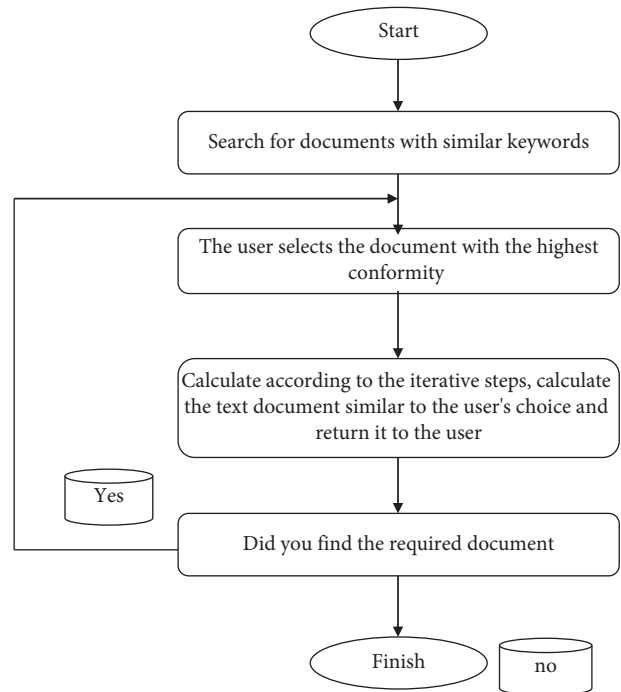 Start
Search for documents with similar keywords
The user selects the document with the highest
conformity
Calculate according to the iterative steps, calculate
the text document similar to the user's choice and
return it to the user
Yes
Did you find the required document
Finish
no